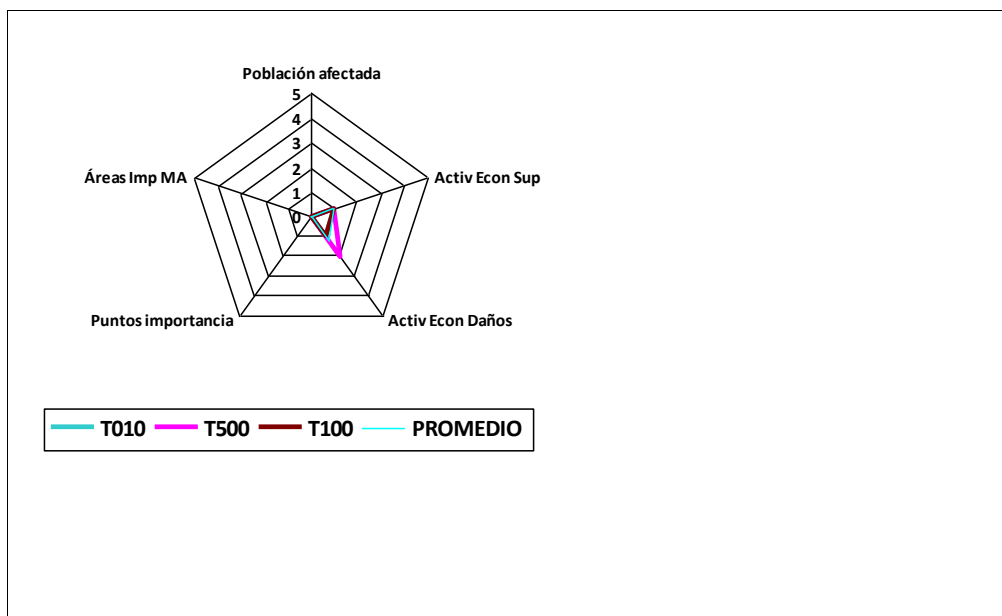 Población afectada
5
4
3
2
1
0
Áreas Imp MA
Activ Econ Sup
Puntos importancia
Activ Econ Daños
T010 T500 T100 PROMEDIO